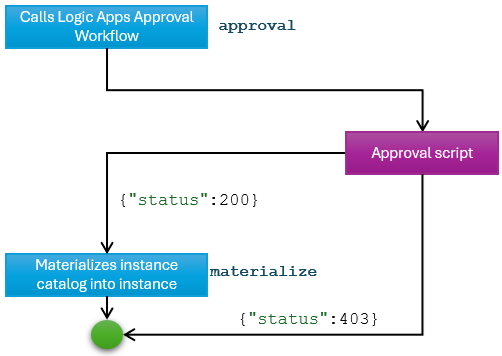 Calls Logic Apps Approval
Workflow
approval
Approval script
{"status":200}
Materializes instance
catalog into instance
materialize
{"status":403}